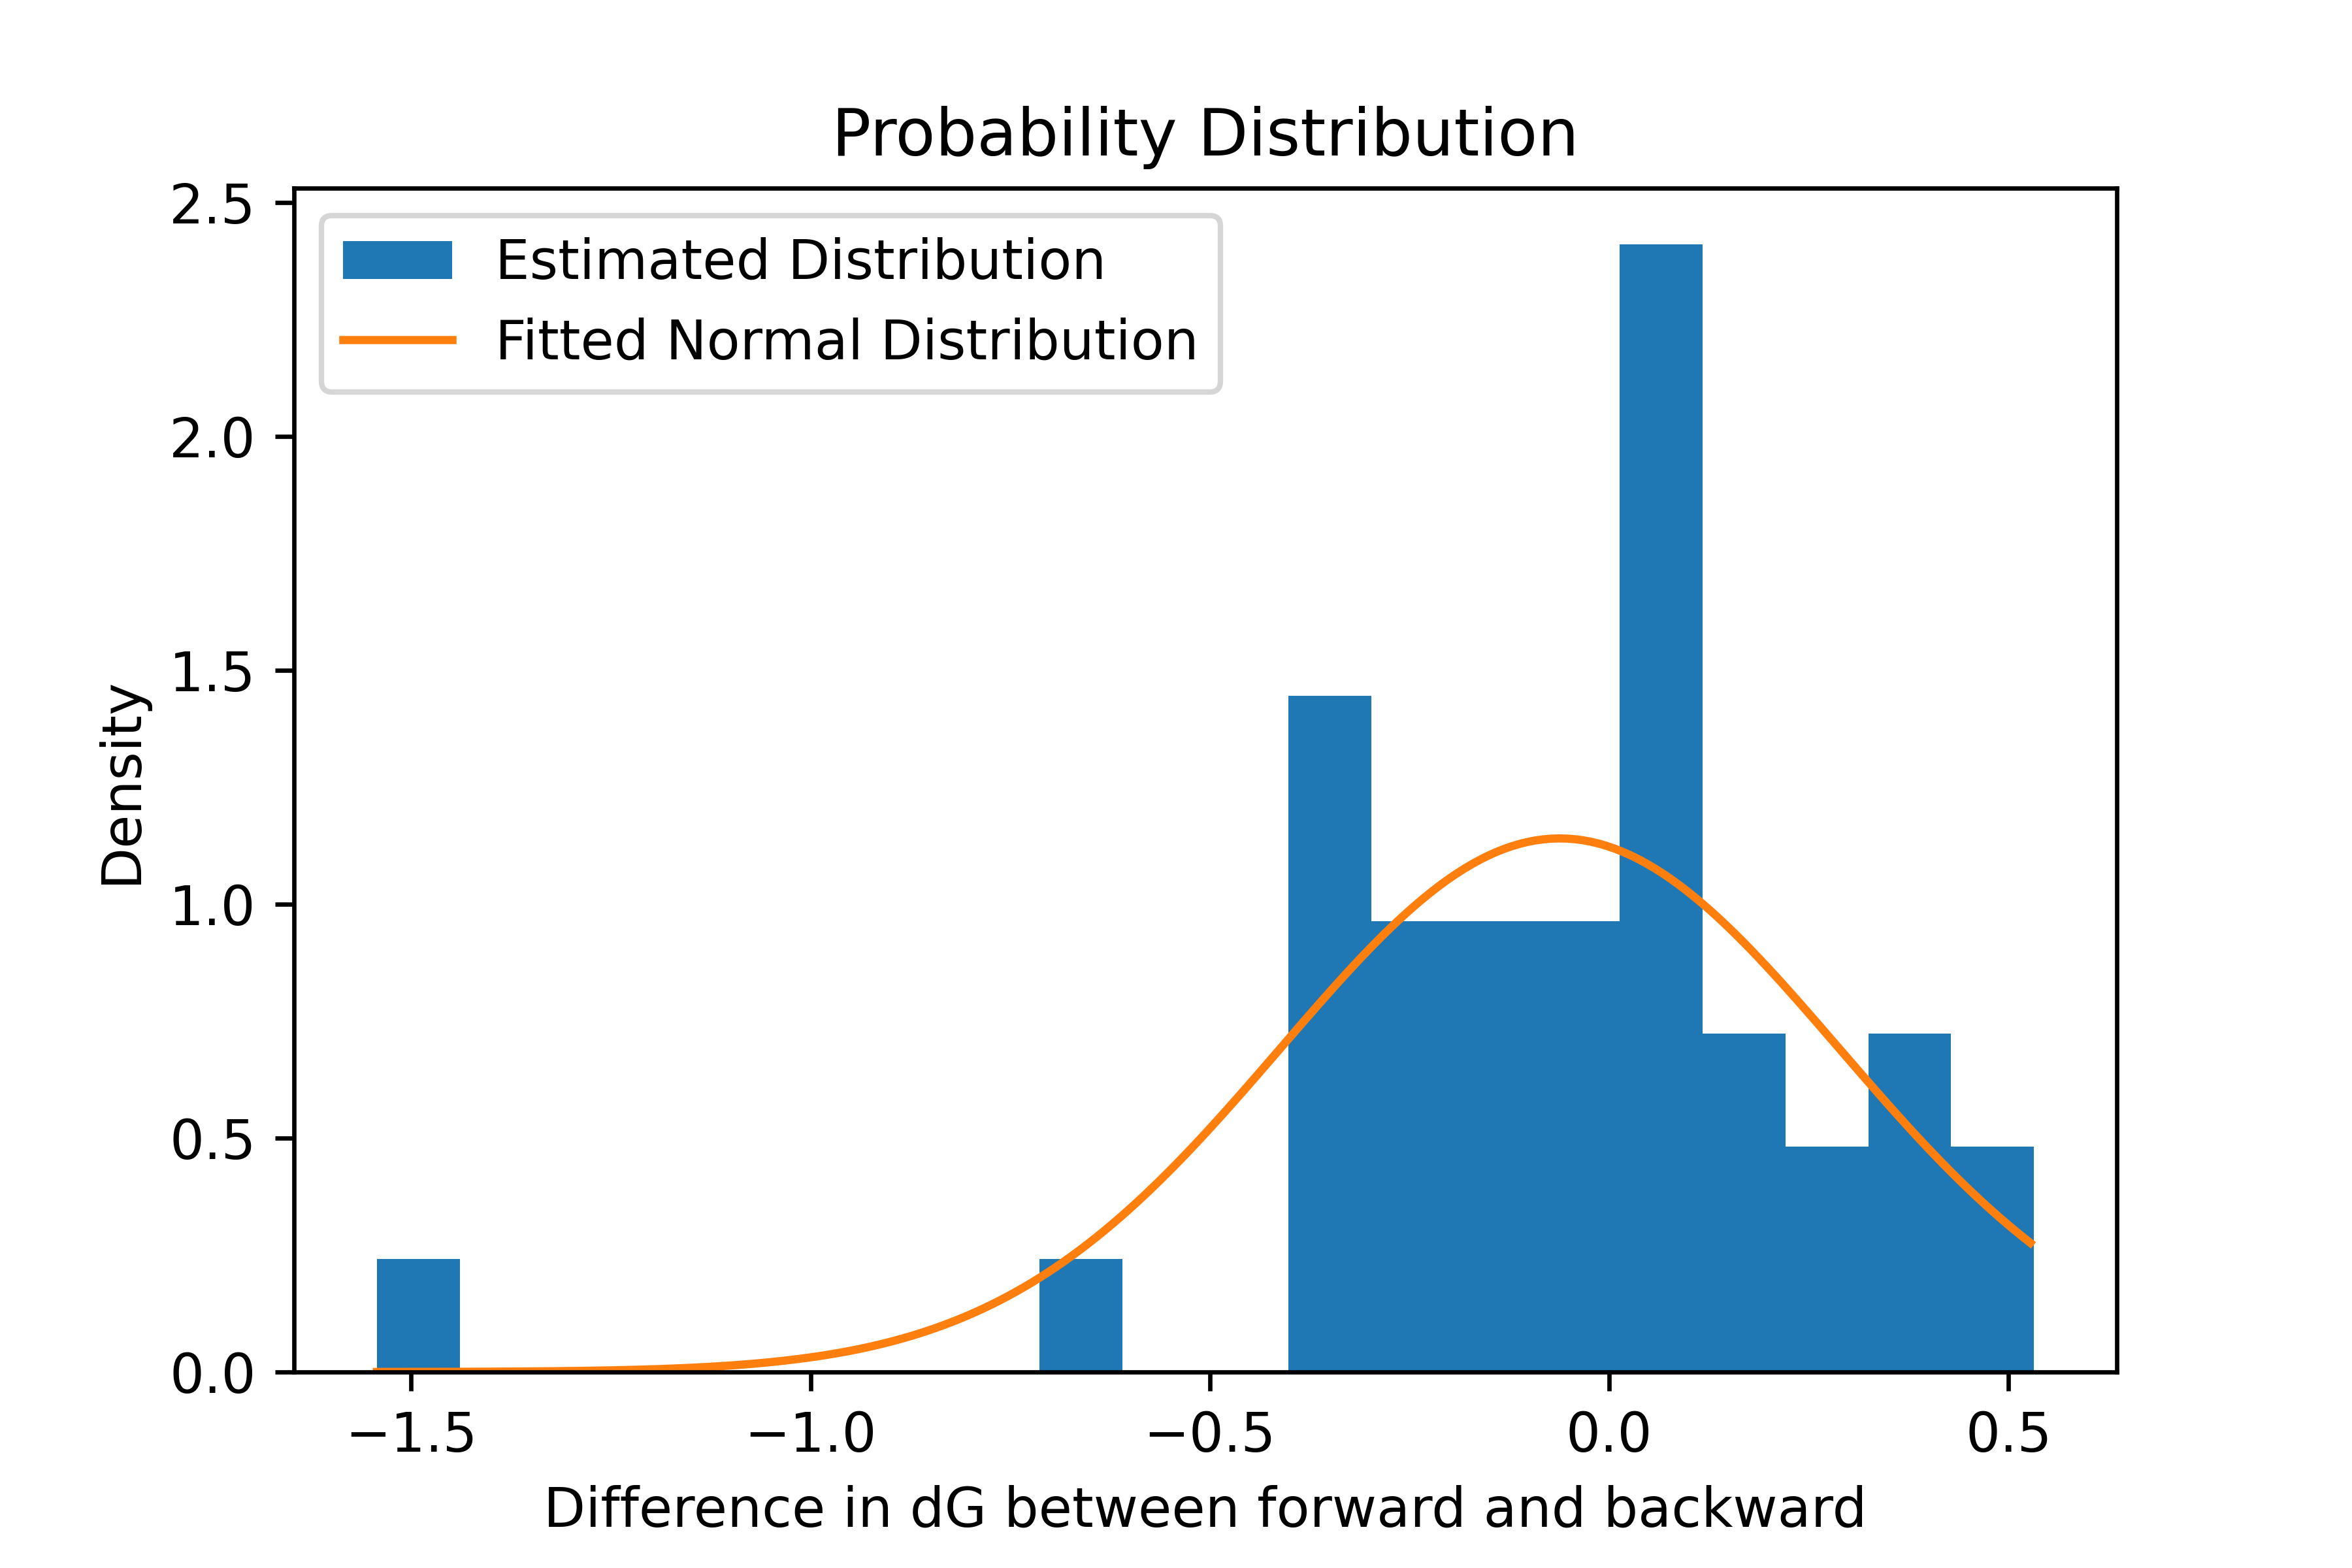 Probability Distribution
Estimated Distribution
Fitted Normal Distribution
Density
2.5
2.0
1.5
1.0
0.5
0.0
−1.5 −1.0 −0.5 0.0 0.5
Difference in dG between forward and backward